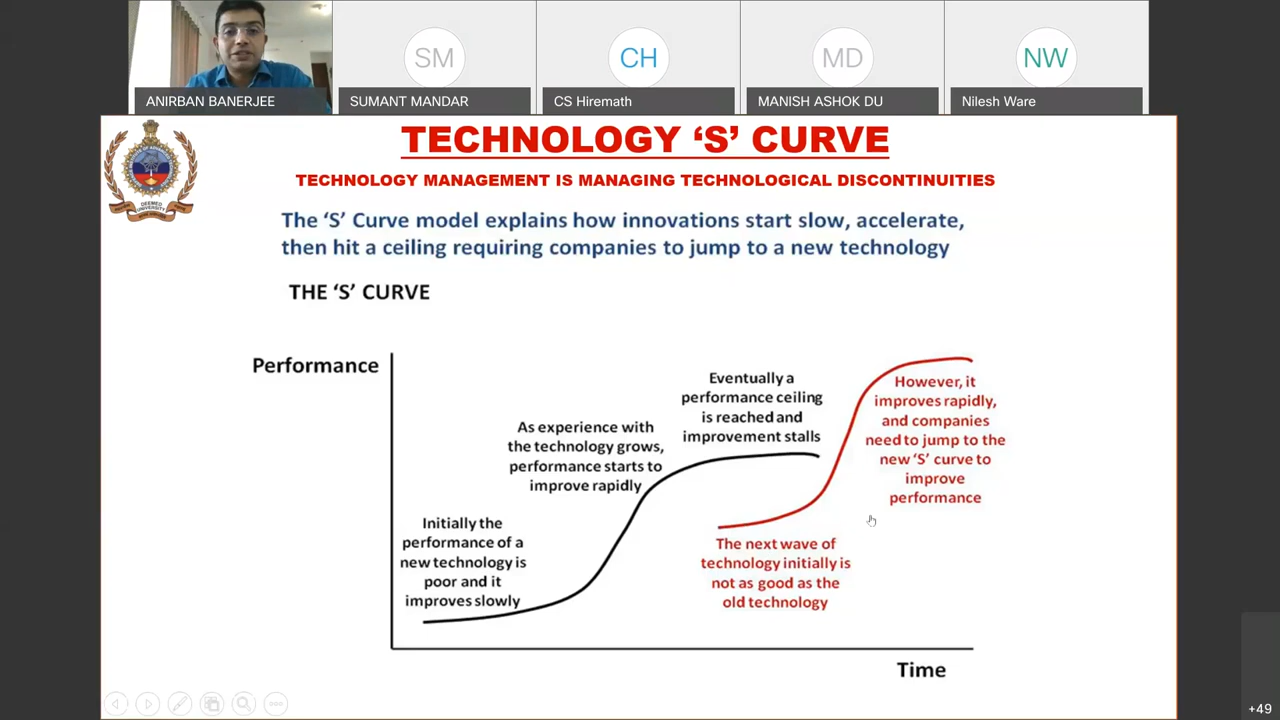 SM
CH
MD
NW
ANIRBAN BANERJEE
SUMANT MANDAR
CS Hiremath
MANISH ASHOK DU
Nilesh Ware
TECHNOLOGY ‘S’ CURVE
TECHNOLOGY MANAGEMENT IS MANAGING TECHNOLOGICAL DISCONTINUITIES
DEEMED
UNIVERSITY
The ‘S’ Curve model explains how innovations start slow, accelerate,
then hit a ceiling requiring companies to jump to a new technology
THE ‘S’ CURVE
Performance
Initially the
performance of a
new technology is
poor and it
improves slowly
As experience with
the technology grows,
performance starts to
improve rapidly
Eventually a
performance ceiling
is reached and
improvement stalls
The next wave of
technology initially is
not as good as the
old technology
However, it
improves rapidly,
and companies
need to jump to the
new ‘S’ curve to
improve
performance
Time
+49